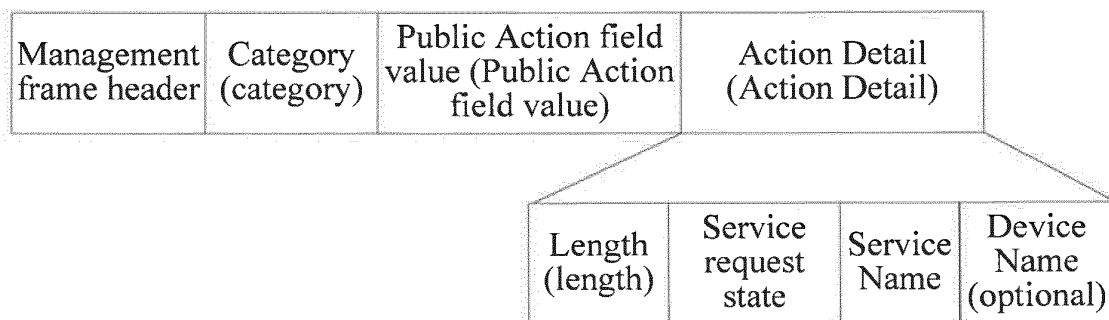 Management
frame header
Category
(category)
Public Action field
value (Public Action
field value)
Action Detail
(Action Detail)
Length
(length)
Service
request
state
Service
Name
Device
Name
(optional)